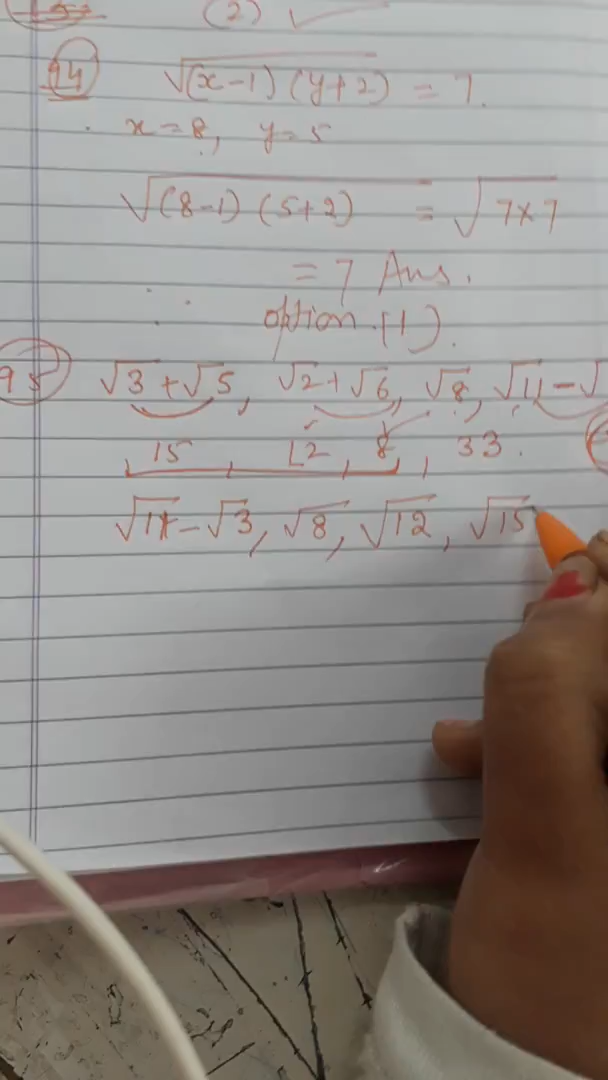 (2) ✓
94 √(x-1) (y+2) = 7.
x = 8, y = 5
√(8-1) (5+2) = √7×7
= 7 Ans.
option (1).
95 √3 + √5, √2 + √6, √8, √11 - √
15, 12, 8, 33.
√11 - √3, √8, √12, √15